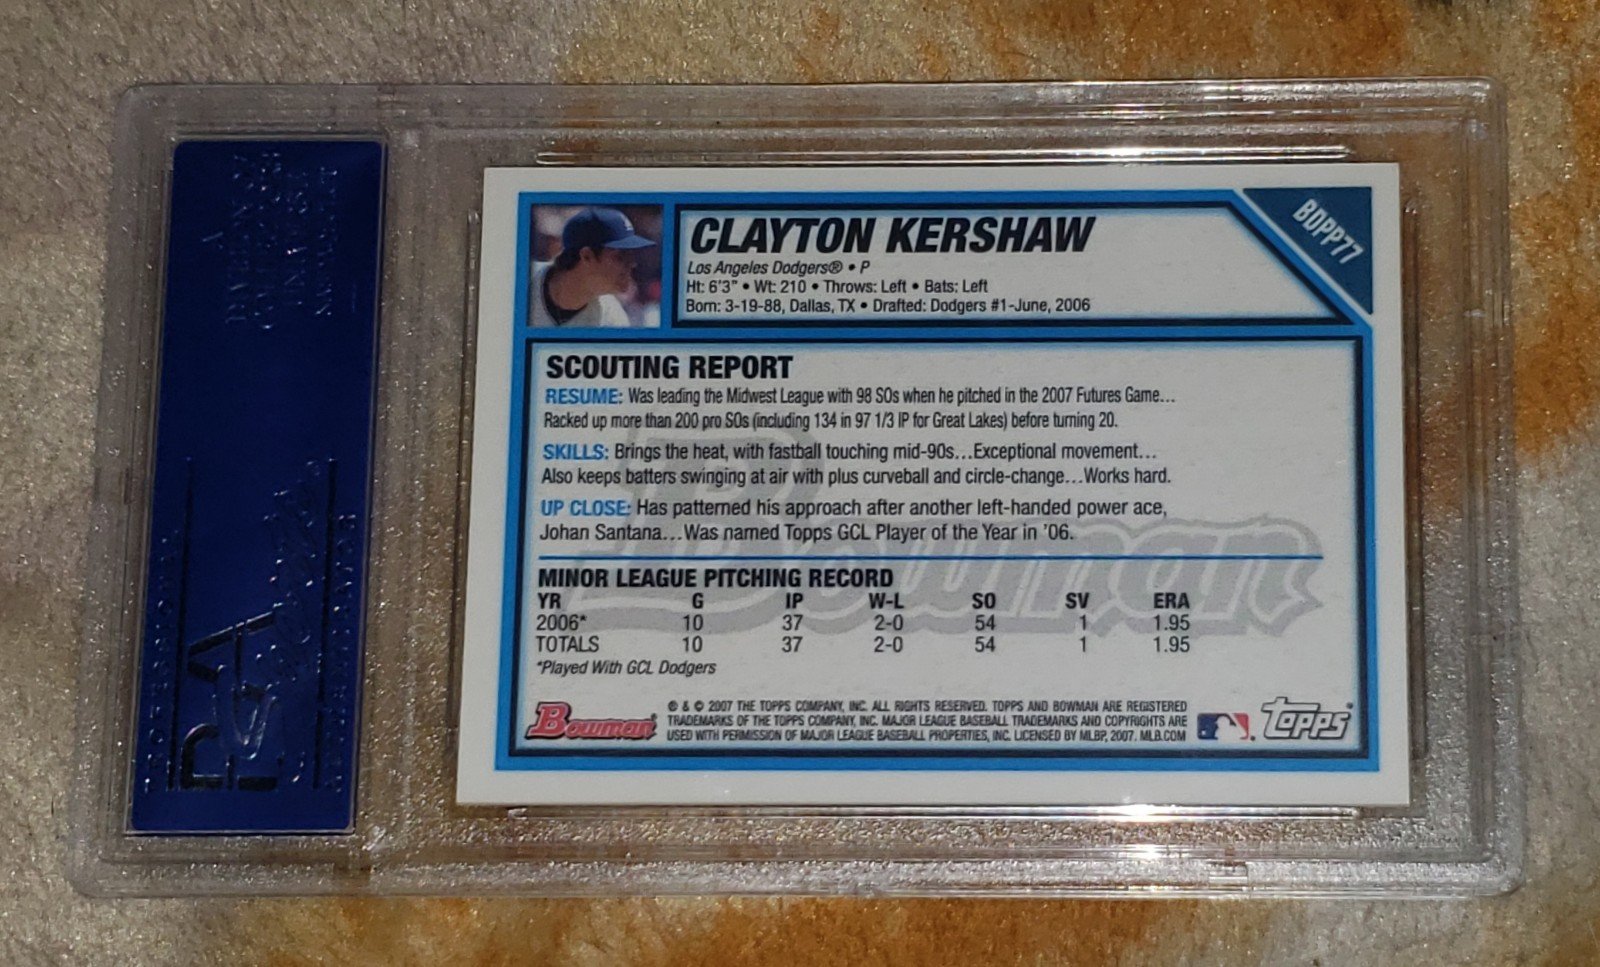 CLAYTON KERSHAW
BDPP77
Los Angeles Dodgers® • P
Ht: 6'3" • Wt: 210 • Throws: Left • Bats: Left
Born: 3-19-88, Dallas, TX • Drafted: Dodgers #1-June, 2006
SCOUTING REPORT
RESUME: Was leading the Midwest League with 98 SOs when he pitched in the 2007 Futures Game...
Racked up more than 200 pro SOs (including 134 in 97 1/3 IP for Great Lakes) before turning 20.
SKILLS: Brings the heat, with fastball touching mid-90s...Exceptional movement...
Also keeps batters swinging at air with plus curveball and circle-change...Works hard.
UP CLOSE: Has patterned his approach after another left-handed power ace,
Johan Santana...Was named Topps GCL Player of the Year in '06.
Bowman
MINOR LEAGUE PITCHING RECORD
YR G IP W-L SO SV ERA
2006* 10 37 2-0 54 1 1.95
TOTALS 10 37 2-0 54 1 1.95
*Played With GCL Dodgers
Bowman
® & © 2007 THE TOPPS COMPANY, INC. ALL RIGHTS RESERVED. TOPPS AND BOWMAN ARE REGISTERED
TRADEMARKS OF THE TOPPS COMPANY, INC. MAJOR LEAGUE BASEBALL TRADEMARKS AND COPYRIGHTS ARE
USED WITH PERMISSION OF MAJOR LEAGUE BASEBALL PROPERTIES, INC. LICENSED BY MLBP, 2007. MLB.COM
Topps®
PSA